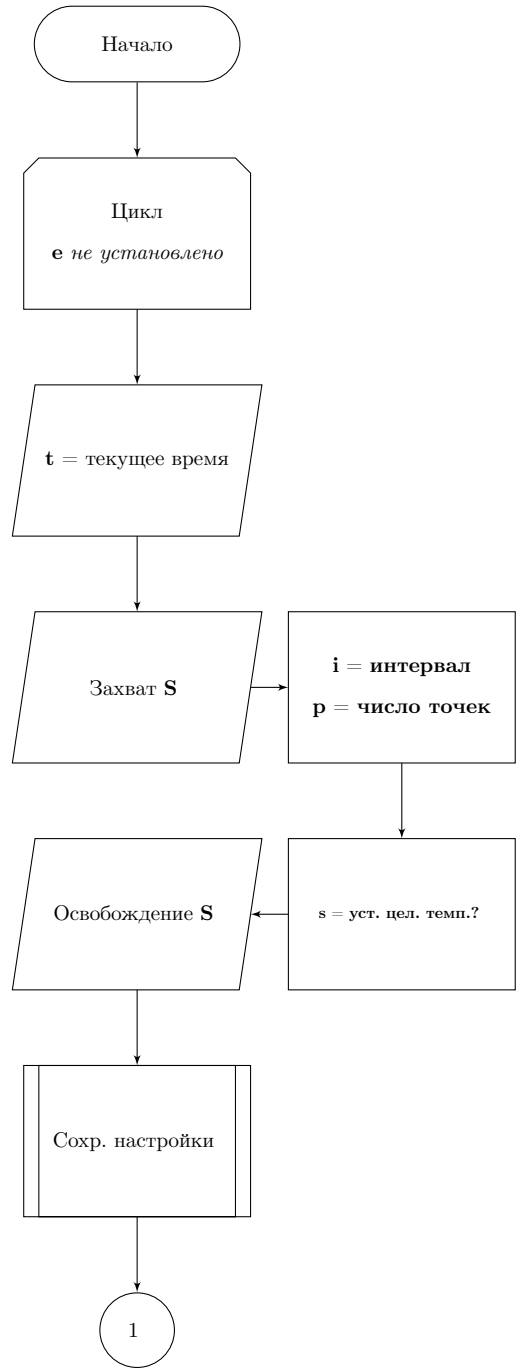 Начало
Цикл
e не установлено
t = текущее время
Захват S
i = интервал
p = число точек
s = уст. цел. темп.?
Освобождение S
Сохр. настройки
1